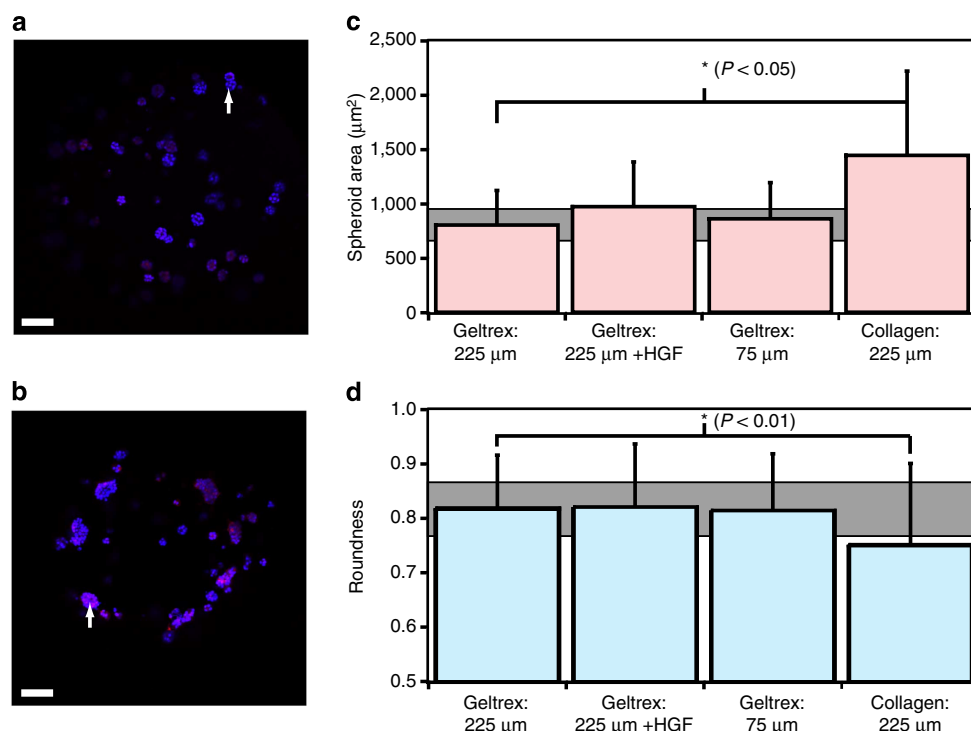 a
b
c
2,500
2,000
1,500
1,000
500
0
Spheroid area (μm²)
* (P < 0.05)
Geltrex:
225 μm
Geltrex:
225 μm +HGF
Geltrex:
75 μm
Collagen:
225 μm
d
1.0
0.9
0.8
0.7
0.6
0.5
Roundness
* (P < 0.01)
Geltrex:
225 μm
Geltrex:
225 μm +HGF
Geltrex:
75 μm
Collagen:
225 μm